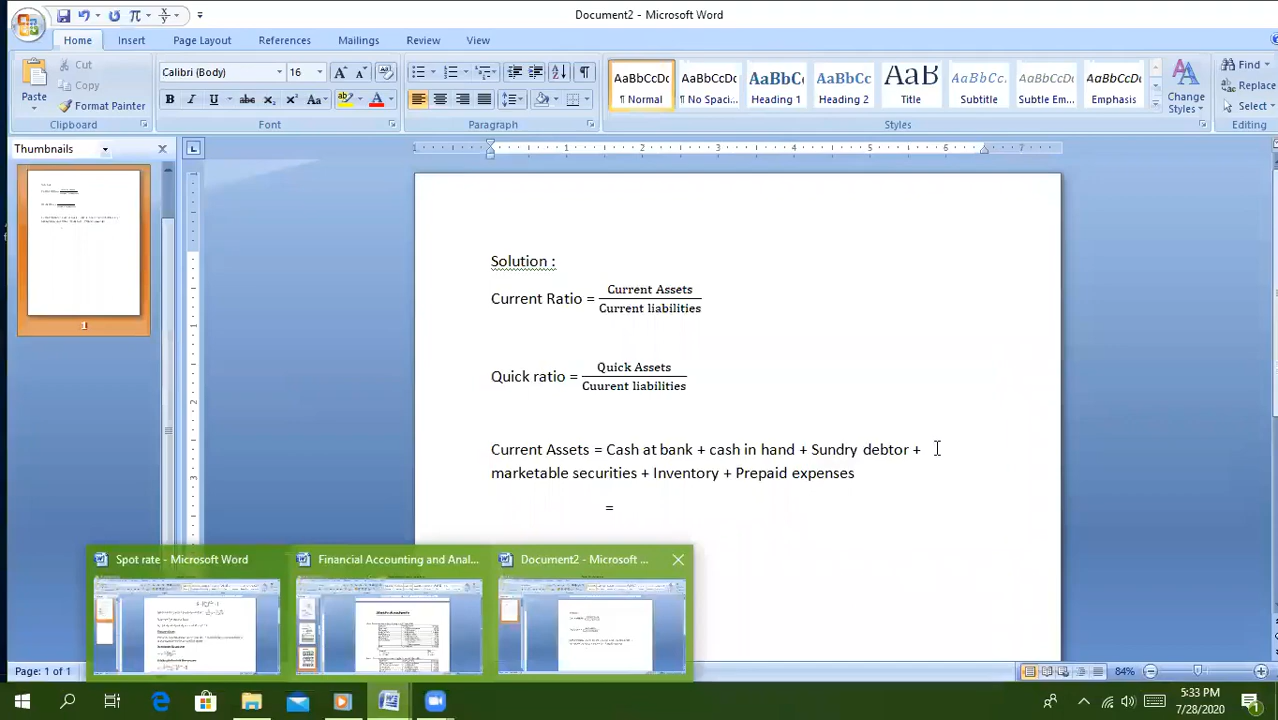 Document2 - Microsoft Word
Home Insert Page Layout References Mailings Review View
Cut
Copy
Format Painter
Paste
Clipboard
Calibri (Body) 16
Font
Paragraph
AaBbCcDc AaBbCcDc AaBbC AaBbCc AaB AaBbCc. AaBbCcD AaBbCcD
¶ Normal ¶ No Spaci... Heading 1 Heading 2 Title Subtitle Subtle Em... Emphasis
Change Styles
Styles
Find
Replace
Select
Editing
Thumbnails
1
Solution :
Current Ratio = Current Assets
Current liabilities
Quick ratio = Quick Assets
Cuurent liabilities
Current Assets = Cash at bank + cash in hand + Sundry debtor +
marketable securities + Inventory + Prepaid expenses
=
Spot rate - Microsoft Word
Financial Accounting and Anal...
Document2 - Microsoft ...
Page: 1 of 1
84%
5:33 PM
7/28/2020